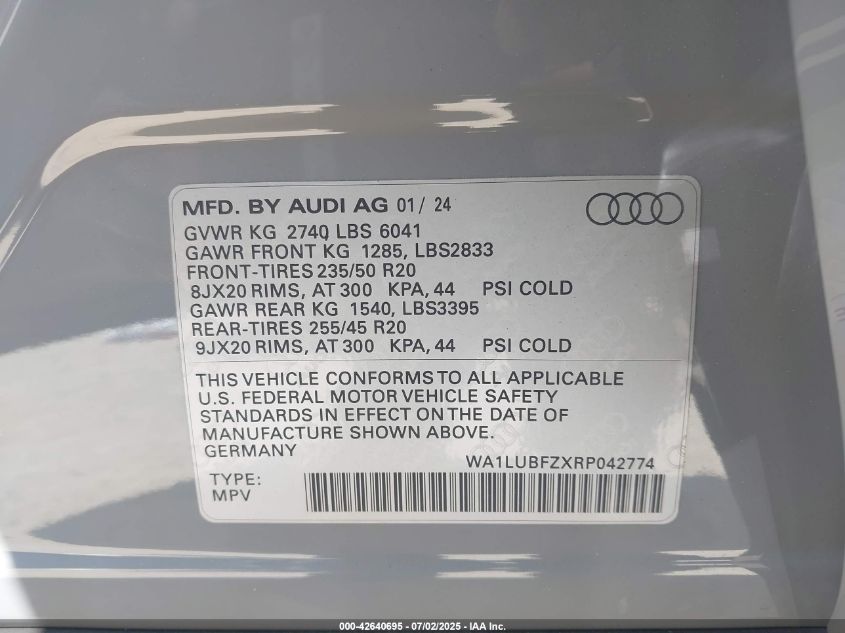 MFD. BY AUDI AG 01/ 24
GVWR KG 2740 LBS 6041
GAWR FRONT KG 1285, LBS2833
FRONT-TIRES 235/50 R20
8JX20 RIMS, AT 300 KPA, 44 PSI COLD
GAWR REAR KG 1540, LBS3395
REAR-TIRES 255/45 R20
9JX20 RIMS, AT 300 KPA, 44 PSI COLD
THIS VEHICLE CONFORMS TO ALL APPLICABLE
U.S. FEDERAL MOTOR VEHICLE SAFETY
STANDARDS IN EFFECT ON THE DATE OF
MANUFACTURE SHOWN ABOVE.
GERMANY
WA1LUBFZXRP042774
TYPE:
MPV
000-42640695 - 07/02/2025 - IAA Inc.